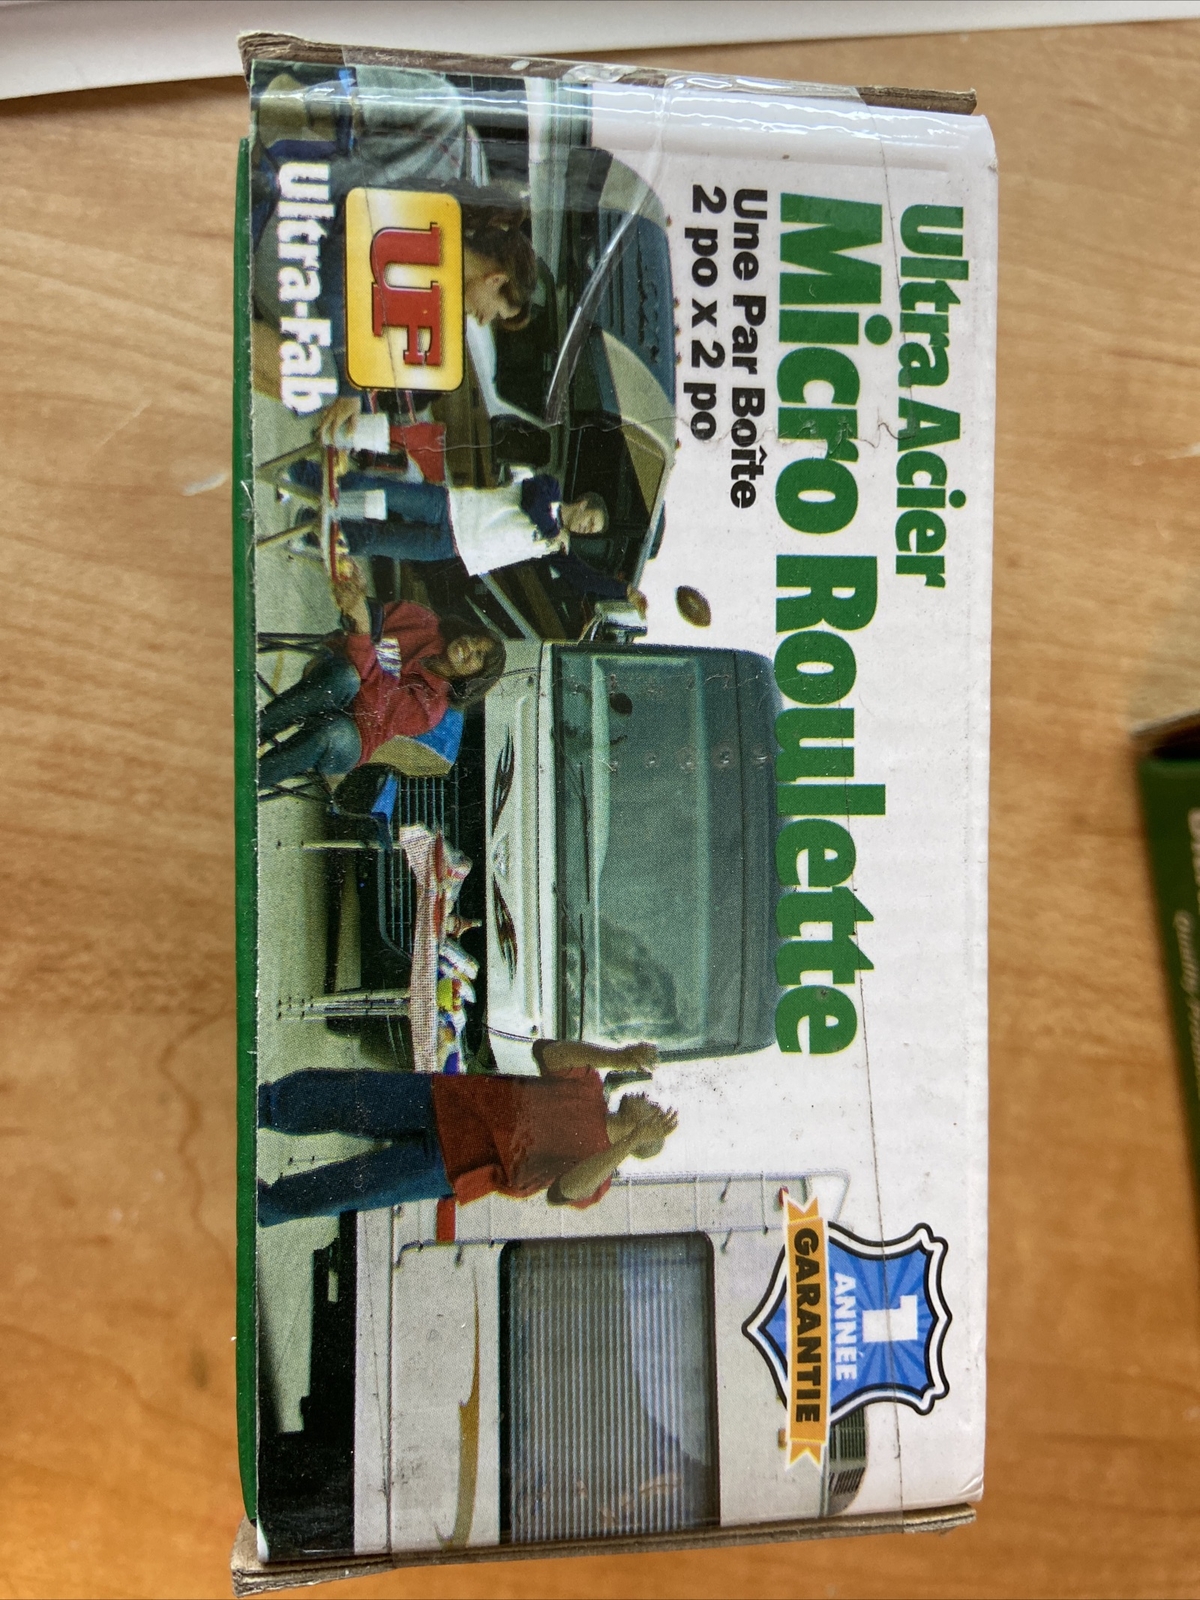 Ultra Acier
Micro Roulette
Une Par Boîte
2 po x 2 po
1
ANNÉE
GARANTIE
UF
Ultra-Fab